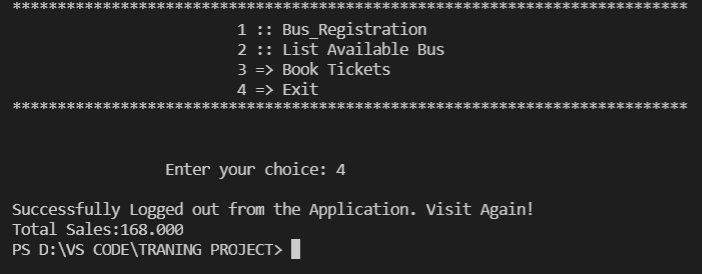 ***************************************************************************
1 :: Bus_Registration
2 :: List Available Bus
3 => Book Tickets
4 => Exit
***************************************************************************
Enter your choice: 4
Successfully Logged out from the Application. Visit Again!
Total Sales:168.000
PS D:\VS CODE\TRANING PROJECT>